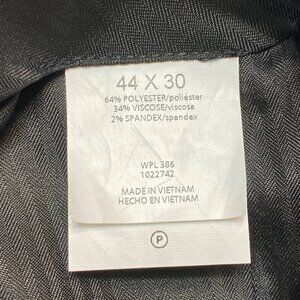 44 X 30
64% POLYESTER/poliéster
34% VISCOSE/viscosa
2% SPANDEX/spandex
WPL 386
1022742
MADE IN VIETNAM
HECHO EN VIETNAM
P